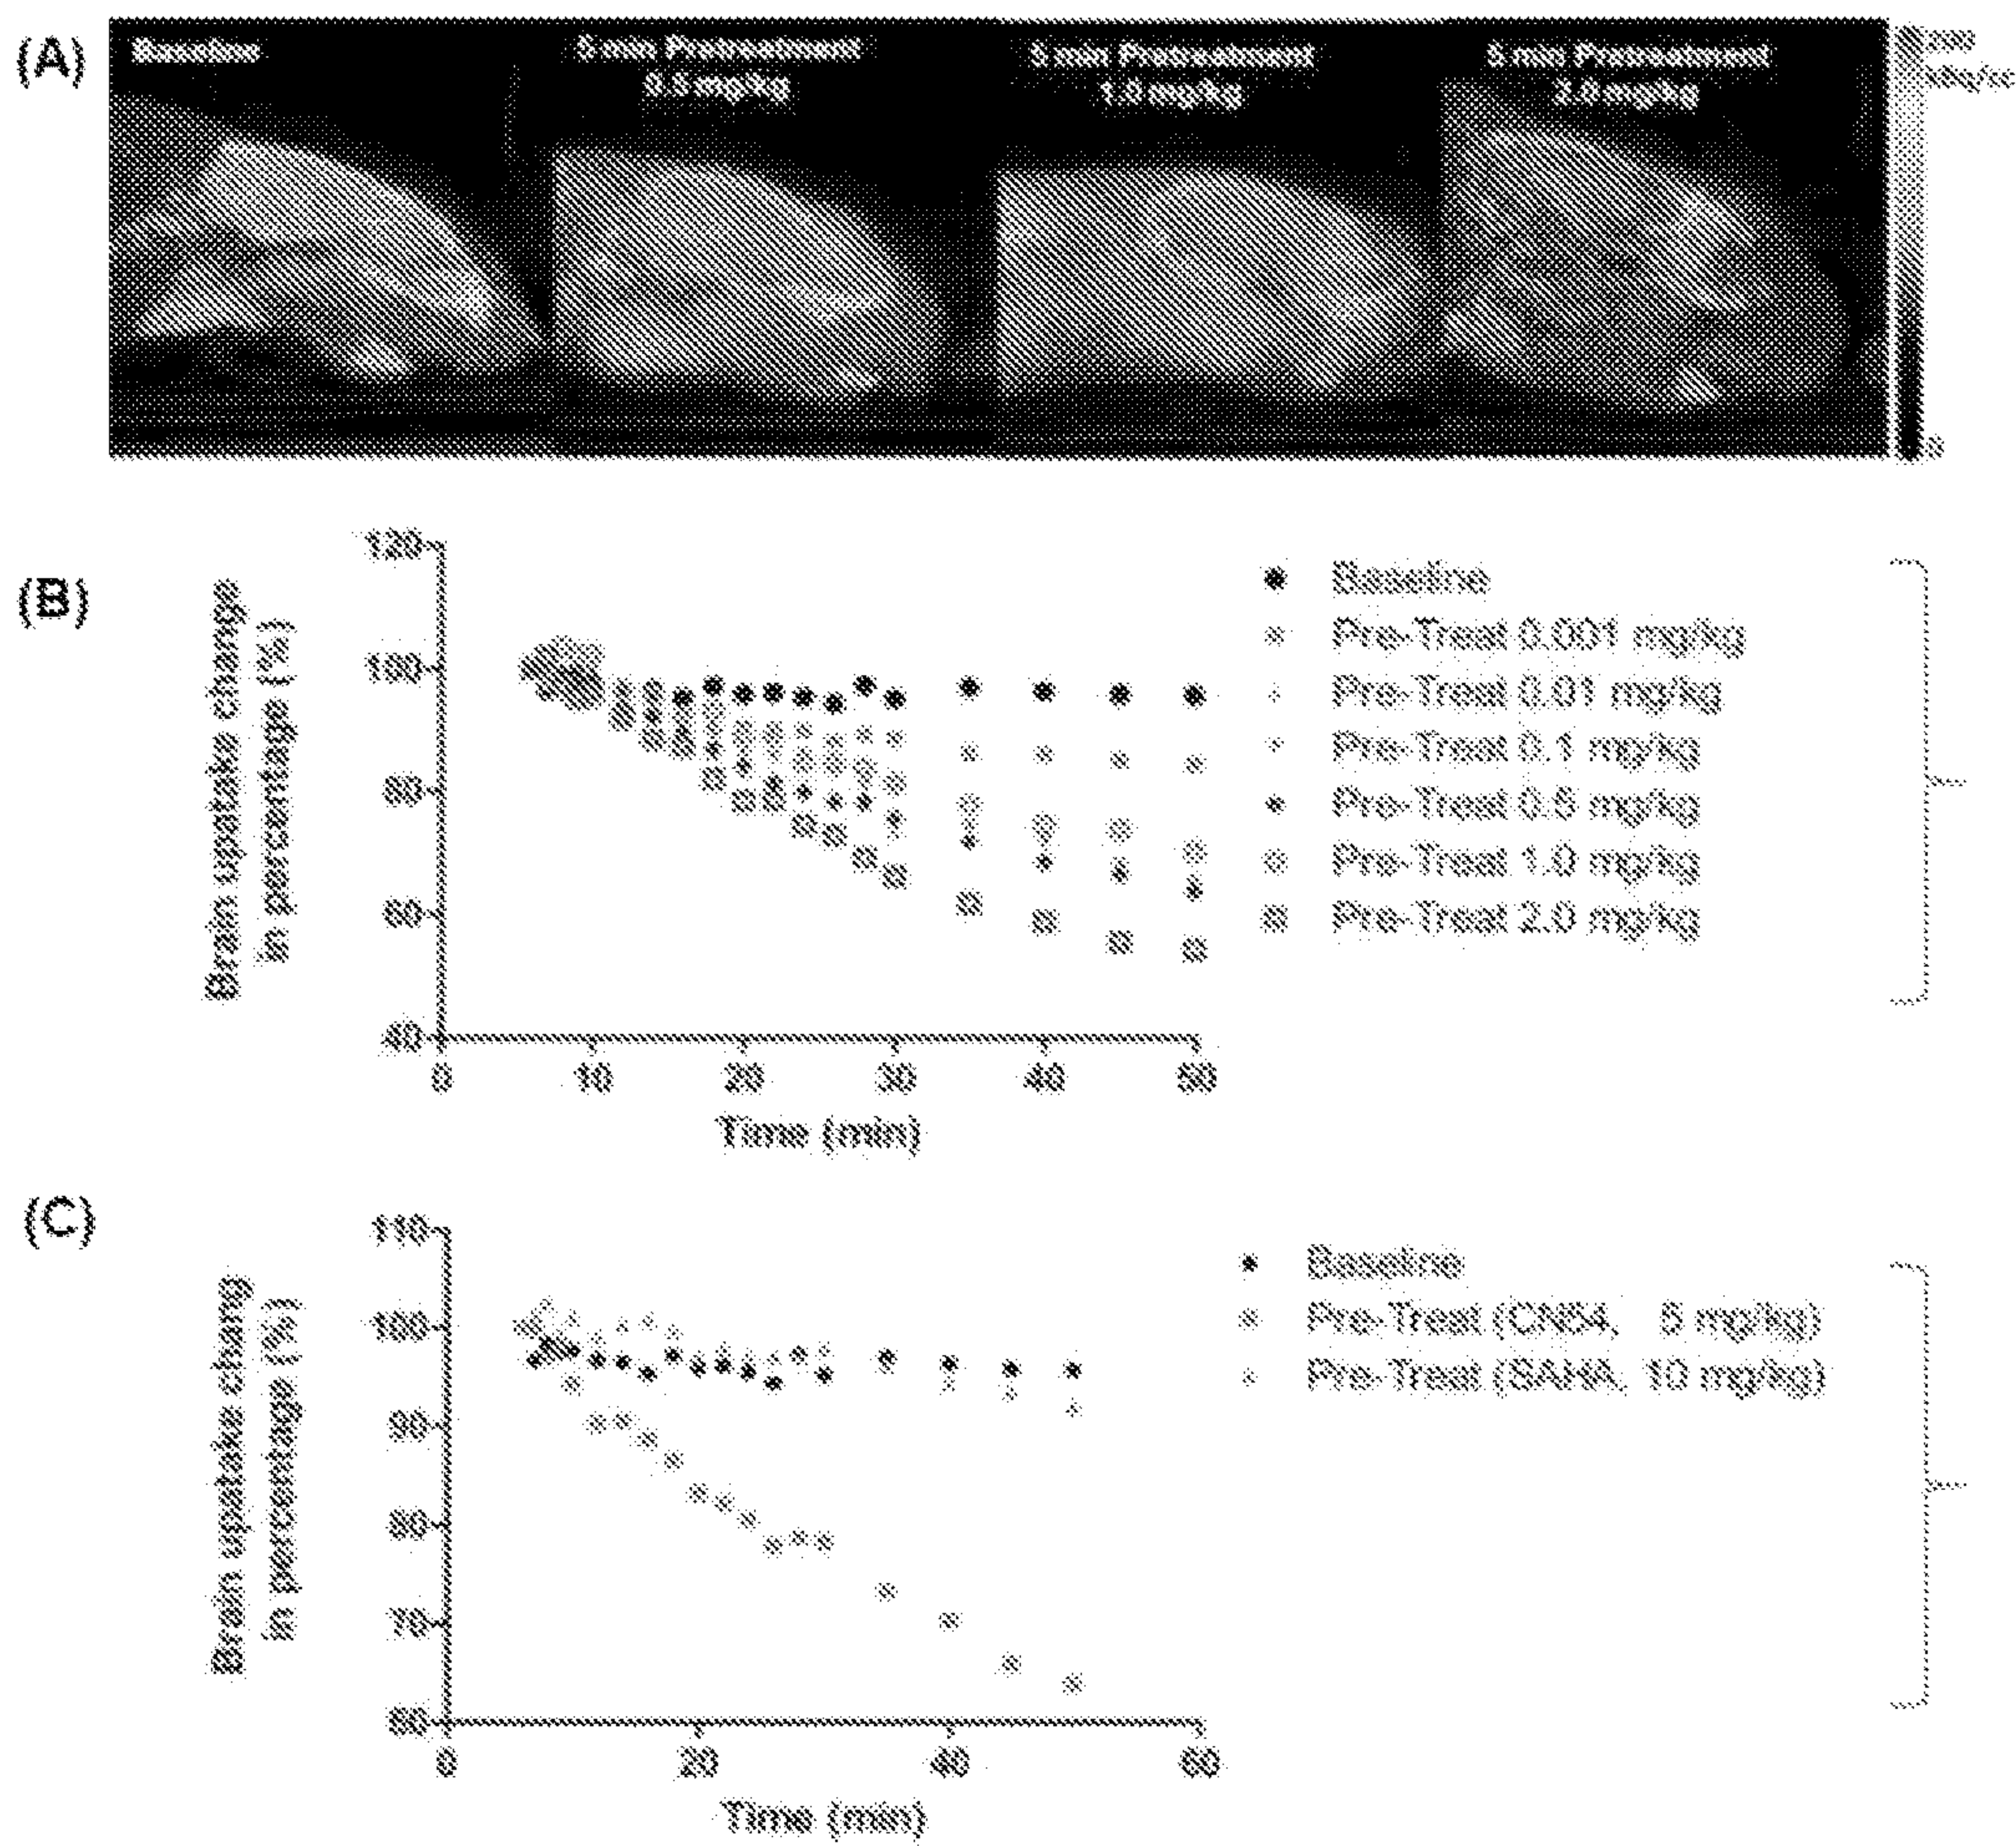 (A)
Baseline
5 min Pretreatment
0.5 mg/kg
5 min Pretreatment
1.0 mg/kg
5 min Pretreatment
2.0 mg/kg
kBq/cc
0
(B)
Brain uptake change
in percentage (%)
120
100
80
60
40
0
10
20
30
40
50
Time (min)
Baseline
Pre-Treat 0.001 mg/kg
Pre-Treat 0.01 mg/kg
Pre-Treat 0.1 mg/kg
Pre-Treat 0.5 mg/kg
Pre-Treat 1.0 mg/kg
Pre-Treat 2.0 mg/kg
(C)
Brain uptake chang
in percentage (%)
110
100
90
80
70
60
0
20
40
60
Time (min)
Baseline
Pre-Treat (CN54, 5 mg/kg)
Pre-Treat (SAHA, 10 mg/kg)